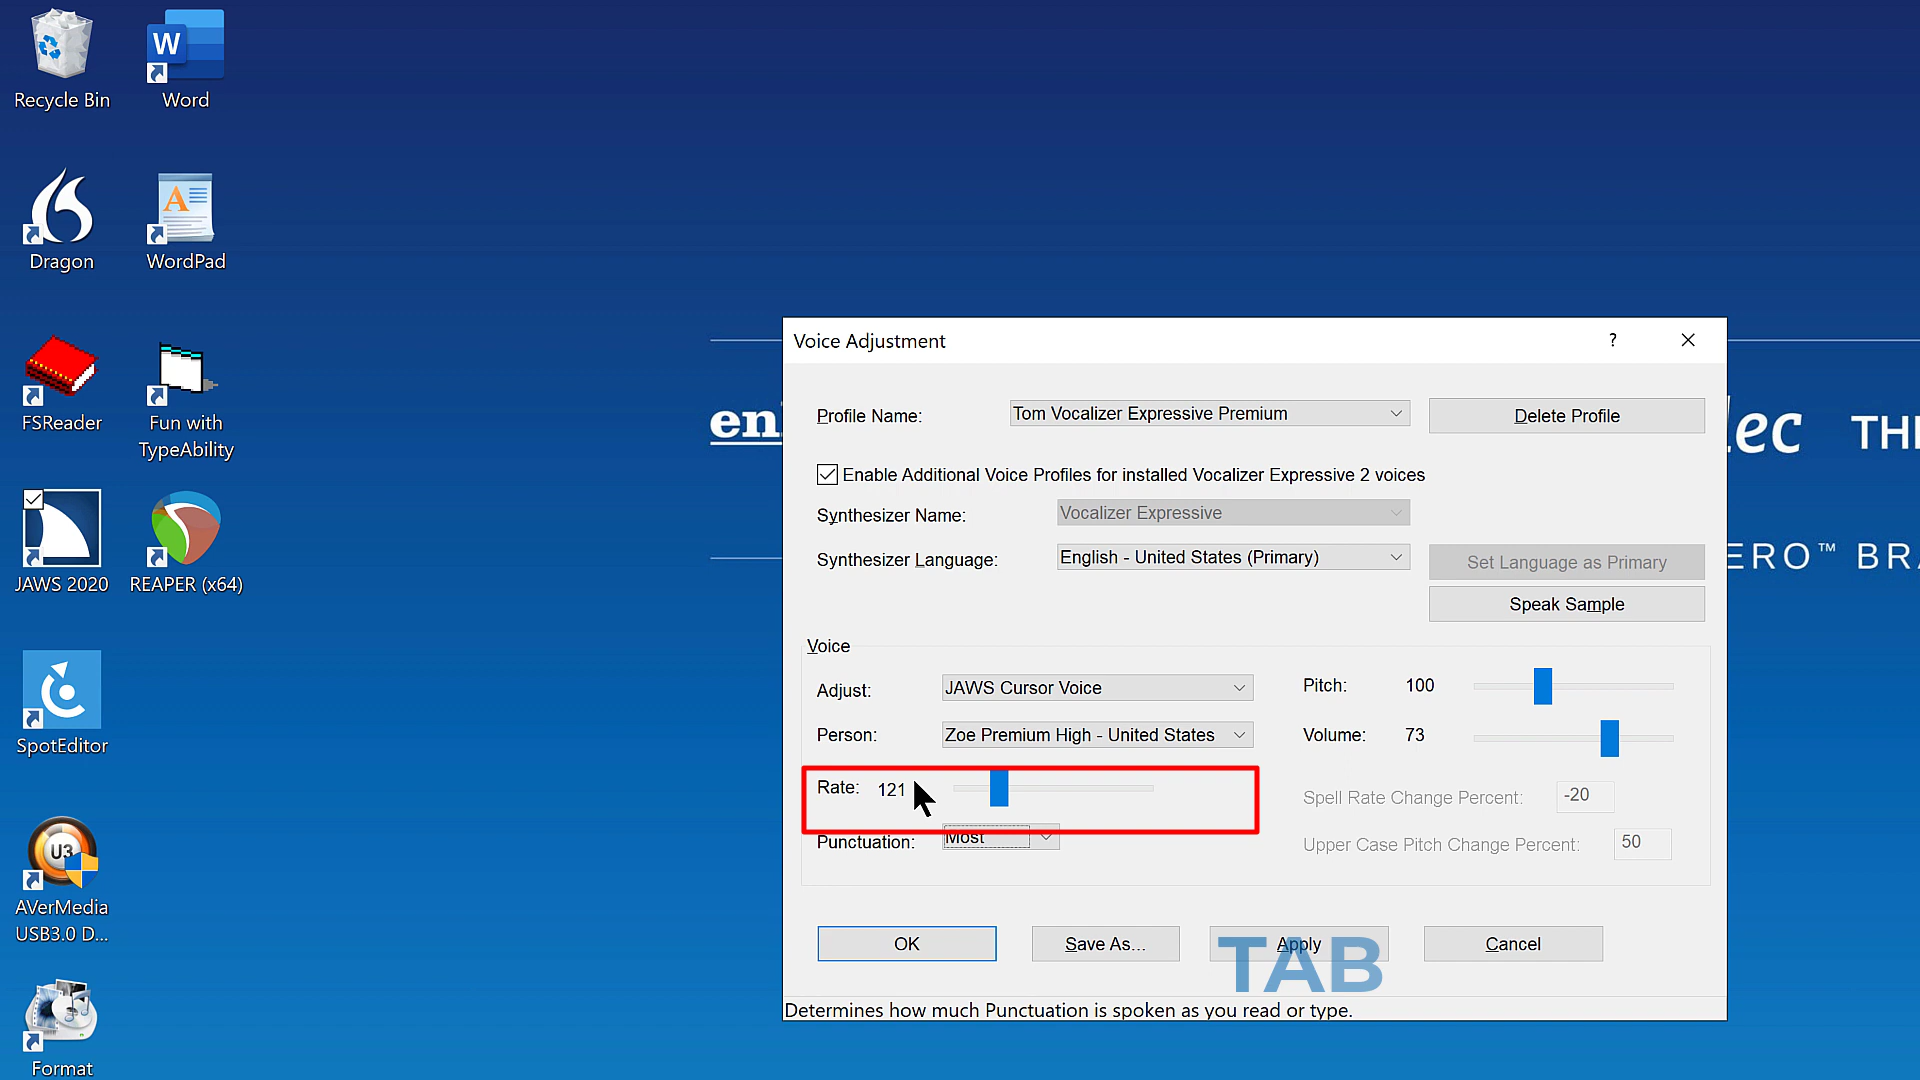 Recycle Bin
Word
Dragon
WordPad
FSReader
Fun with
TypeAbility
JAWS 2020
REAPER (x64)
SpotEditor
U3
AVerMedia
USB3.0 D...
Format
en
lec
THE
ERO™ BRA
Voice Adjustment
?
Profile Name:
Tom Vocalizer Expressive Premium
Delete Profile
Enable Additional Voice Profiles for installed Vocalizer Expressive 2 voices
Synthesizer Name:
Vocalizer Expressive
Synthesizer Language:
English - United States (Primary)
Set Language as Primary
Speak Sample
Voice
Adjust:
JAWS Cursor Voice
Pitch:
100
Person:
Zoe Premium High - United States
Volume:
73
Rate:
121
Spell Rate Change Percent:
-20
Punctuation:
Most
Upper Case Pitch Change Percent:
50
OK
Save As...
Apply
Cancel
TAB
Determines how much Punctuation is spoken as you read or type.